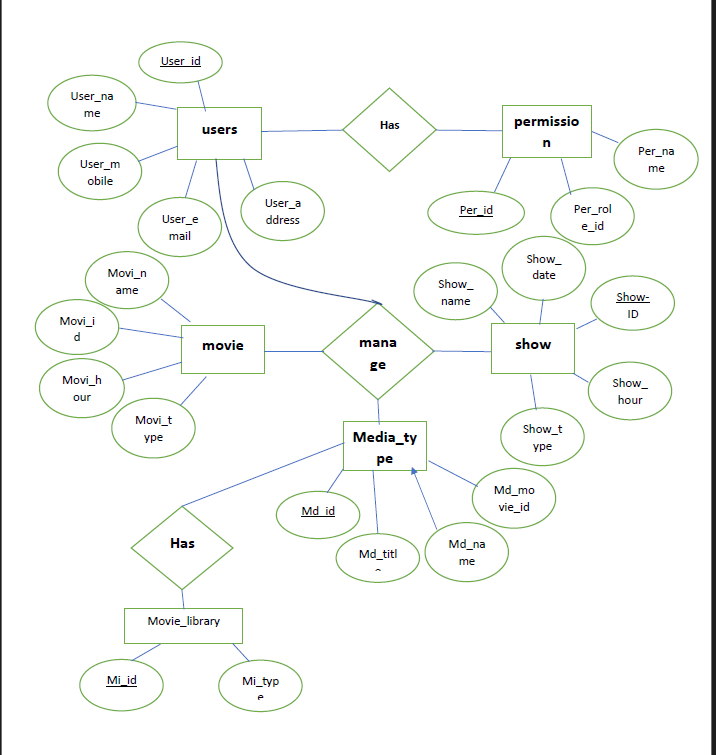 User_id
User_na
me
users
Has
permissio
n
Per_na
me
User_m
obile
User_e
mail
User_a
ddress
Per_id
Per_rol
e_id
Movi_n
ame
Show_
name
Show_
date
Show-
ID
Movi_i
d
movie
mana
ge
show
Movi_h
our
Show_
hour
Movi_t
ype
Show_t
ype
Media_ty
pe
Md_id
Md_mo
vie_id
Md_titl
Md_na
me
Has
Movie_library
Mi_id
Mi_typ
e